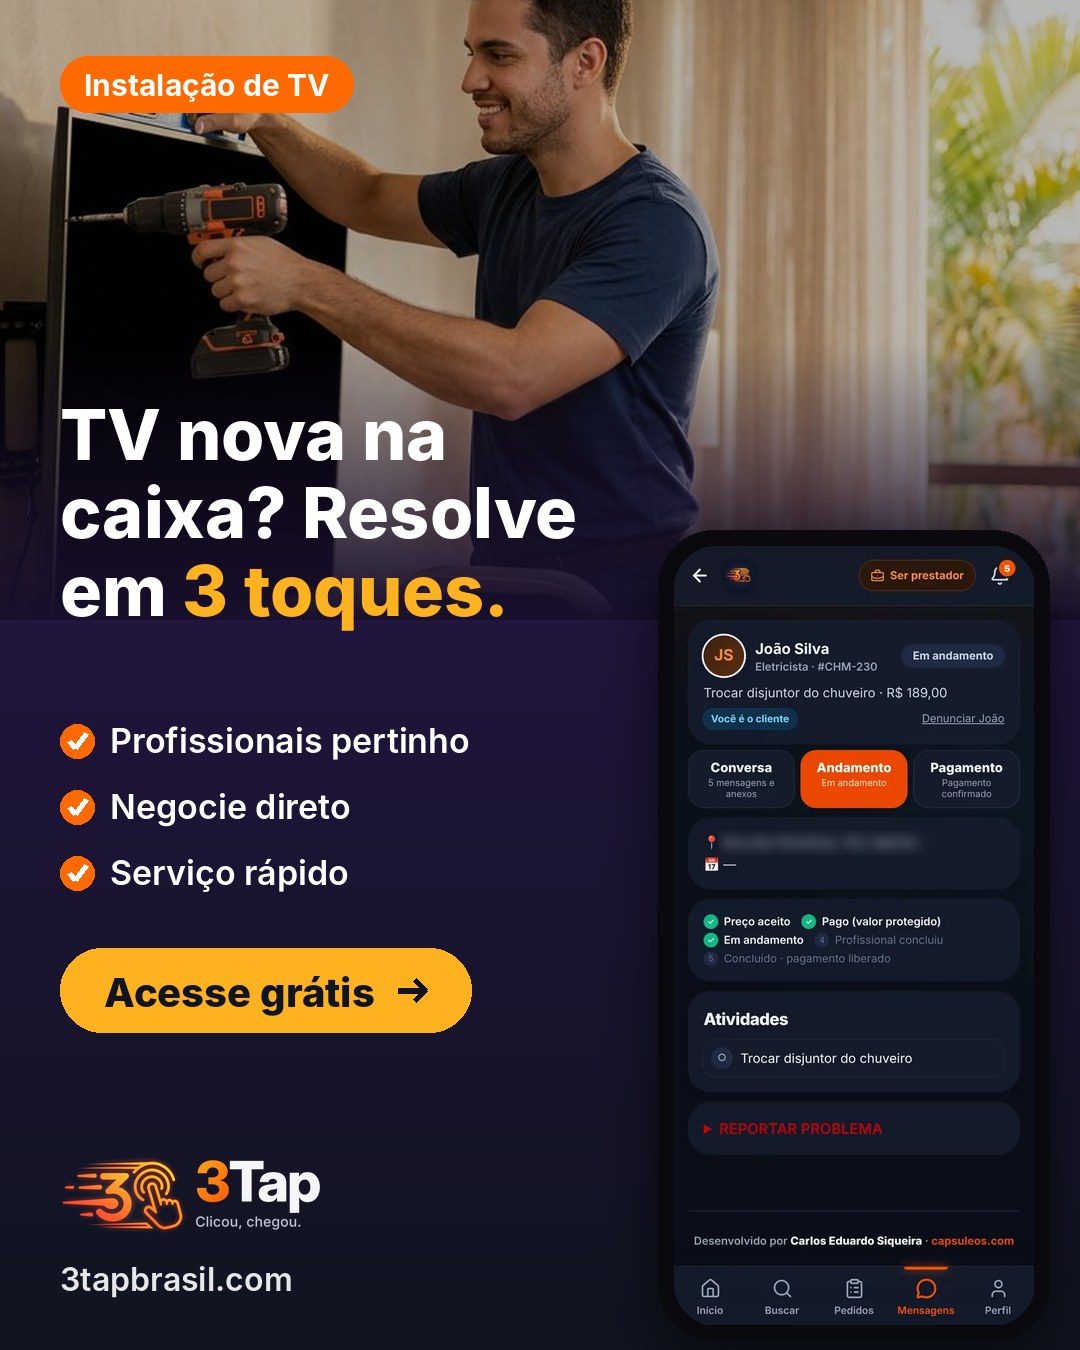 Instalação de TV
TV nova na
caixa? Resolve
em 3 toques.
Profissionais pertinho
Negocie direto
Serviço rápido
Acesse grátis →
3Tap
Clicou, chegou.
3tapbrasil.com
Ser prestador
5
JS
João Silva
Eletricista · #CHM-230
Em andamento
Trocar disjuntor do chuveiro · R$ 189,00
Você é o cliente
Denunciar João
Conversa
5 mensagens e
anexos
Andamento
Em andamento
Pagamento
Pagamento
confirmado
—
Preço aceito
Pago (valor protegido)
Em andamento
4 Profissional concluiu
5 Concluído · pagamento liberado
Atividades
Trocar disjuntor do chuveiro
REPORTAR PROBLEMA
Desenvolvido por Carlos Eduardo Siqueira · capsuleos.com
Início
Buscar
Pedidos
Mensagens
Perfil